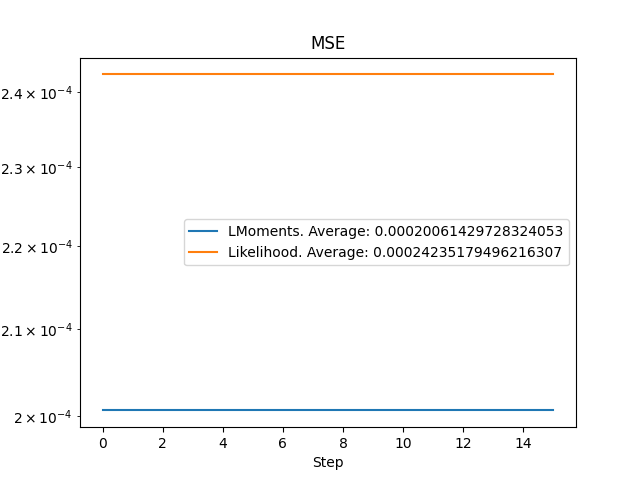 MSE
2.4 × 10⁻⁴
2.3 × 10⁻⁴
2.2 × 10⁻⁴
2.1 × 10⁻⁴
2 × 10⁻⁴
LMoments. Average: 0.00020061429728324053
Likelihood. Average: 0.00024235179496216307
0 2 4 6 8 10 12 14
Step